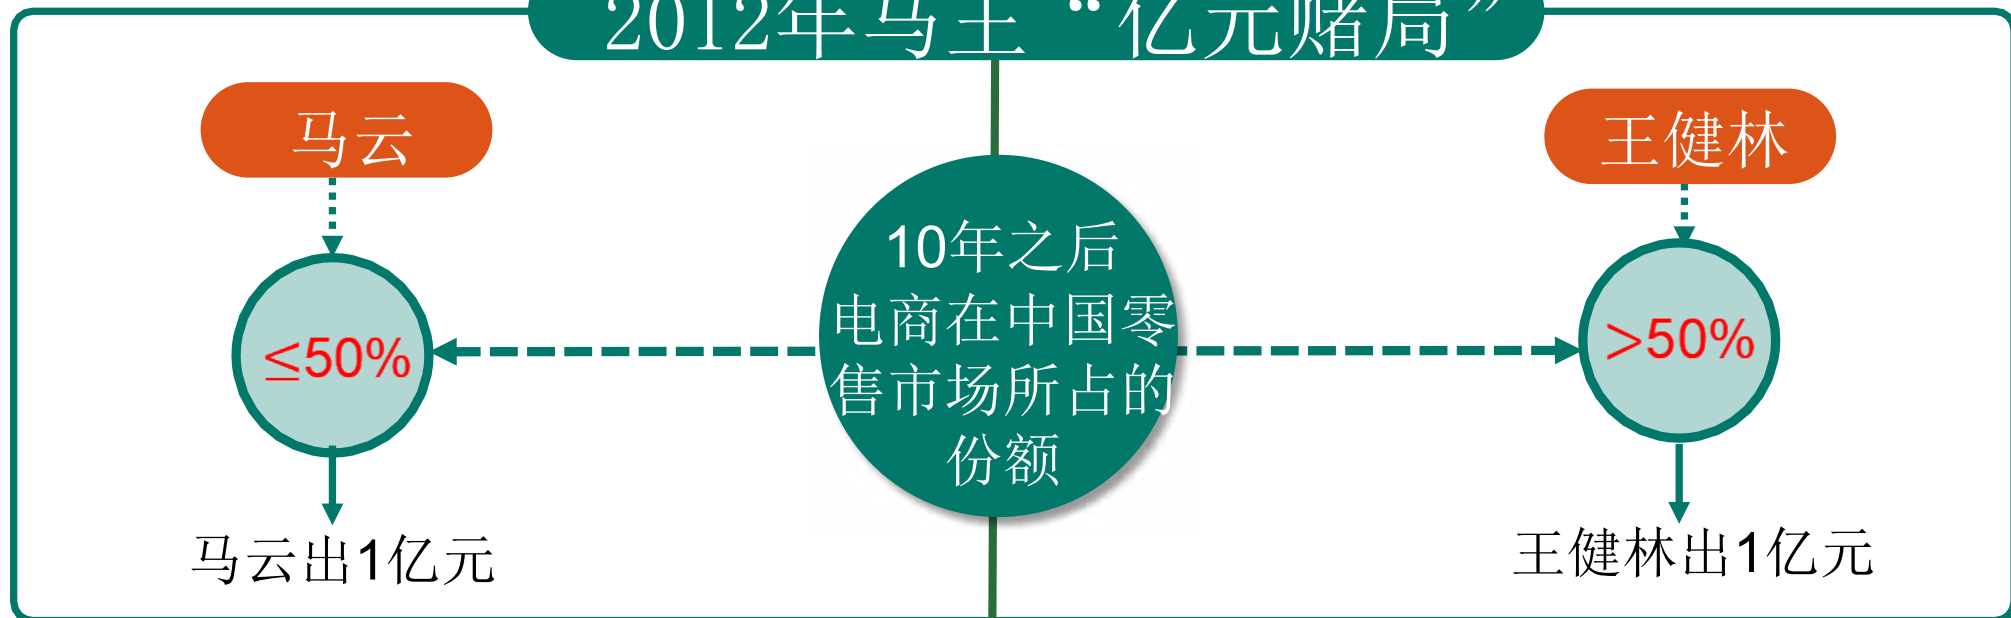 2012年马王“亿元赌局”
马云
王健林
10年之后
电商在中国零
售市场所占的
份额
≤50%
>50%
马云出1亿元
王健林出1亿元